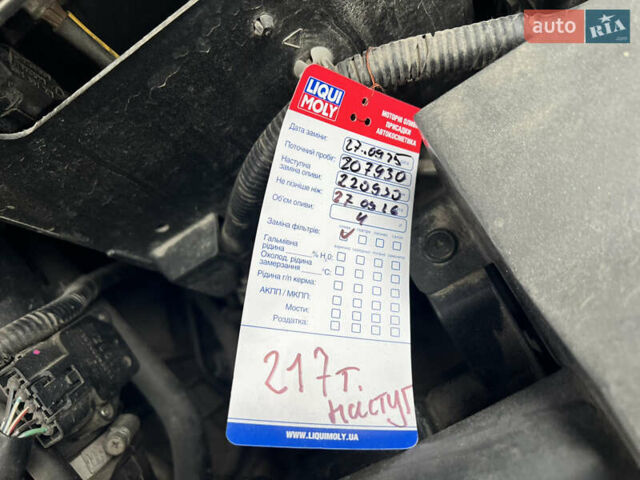 auto RIA .com
LIQUI
MOLY
МОТОРНІ ОЛИВИ
ПРИСАДКИ
АВТОКОСМЕТИКА
Дата заміни: 27.09.25
Поточний пробіг: 207930
Наступна
заміна оливи: 220930
Не пізніше ніж: 27 09.26
Об'єм оливи: 4 л
Заміна фільтрів:
Гальмівна
рідина % H₂0:
Охолод. рідина
замерзання °C:
Рідина г/п керма:
АКПП / МКПП:
Мости:
Роздатка:
217т.
наступ
WWW.LIQUIMOLY.UA